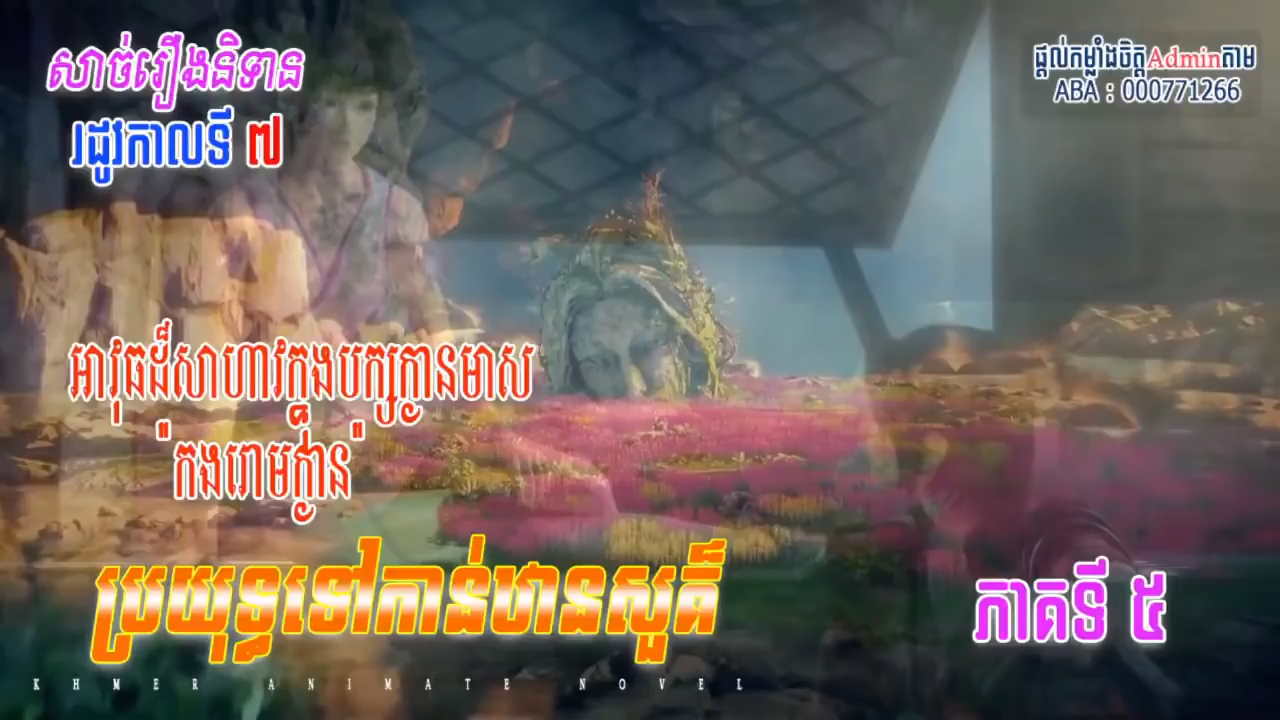 សាច់រឿងនិទាន
រដូវកាលទី ៧
ផ្តល់កម្លាំងចិត្តAdminតាម
ABA : 000771266
អាវុធដ៏សាហាវក្នុងបុក្សក្ងានមាស
កូងរោមក្ងាន់
ប្រយុទ្ធទៅកាន់ឋានសួគ៏
ភាគទី ៥
KHMER ANIMATE NOVEL